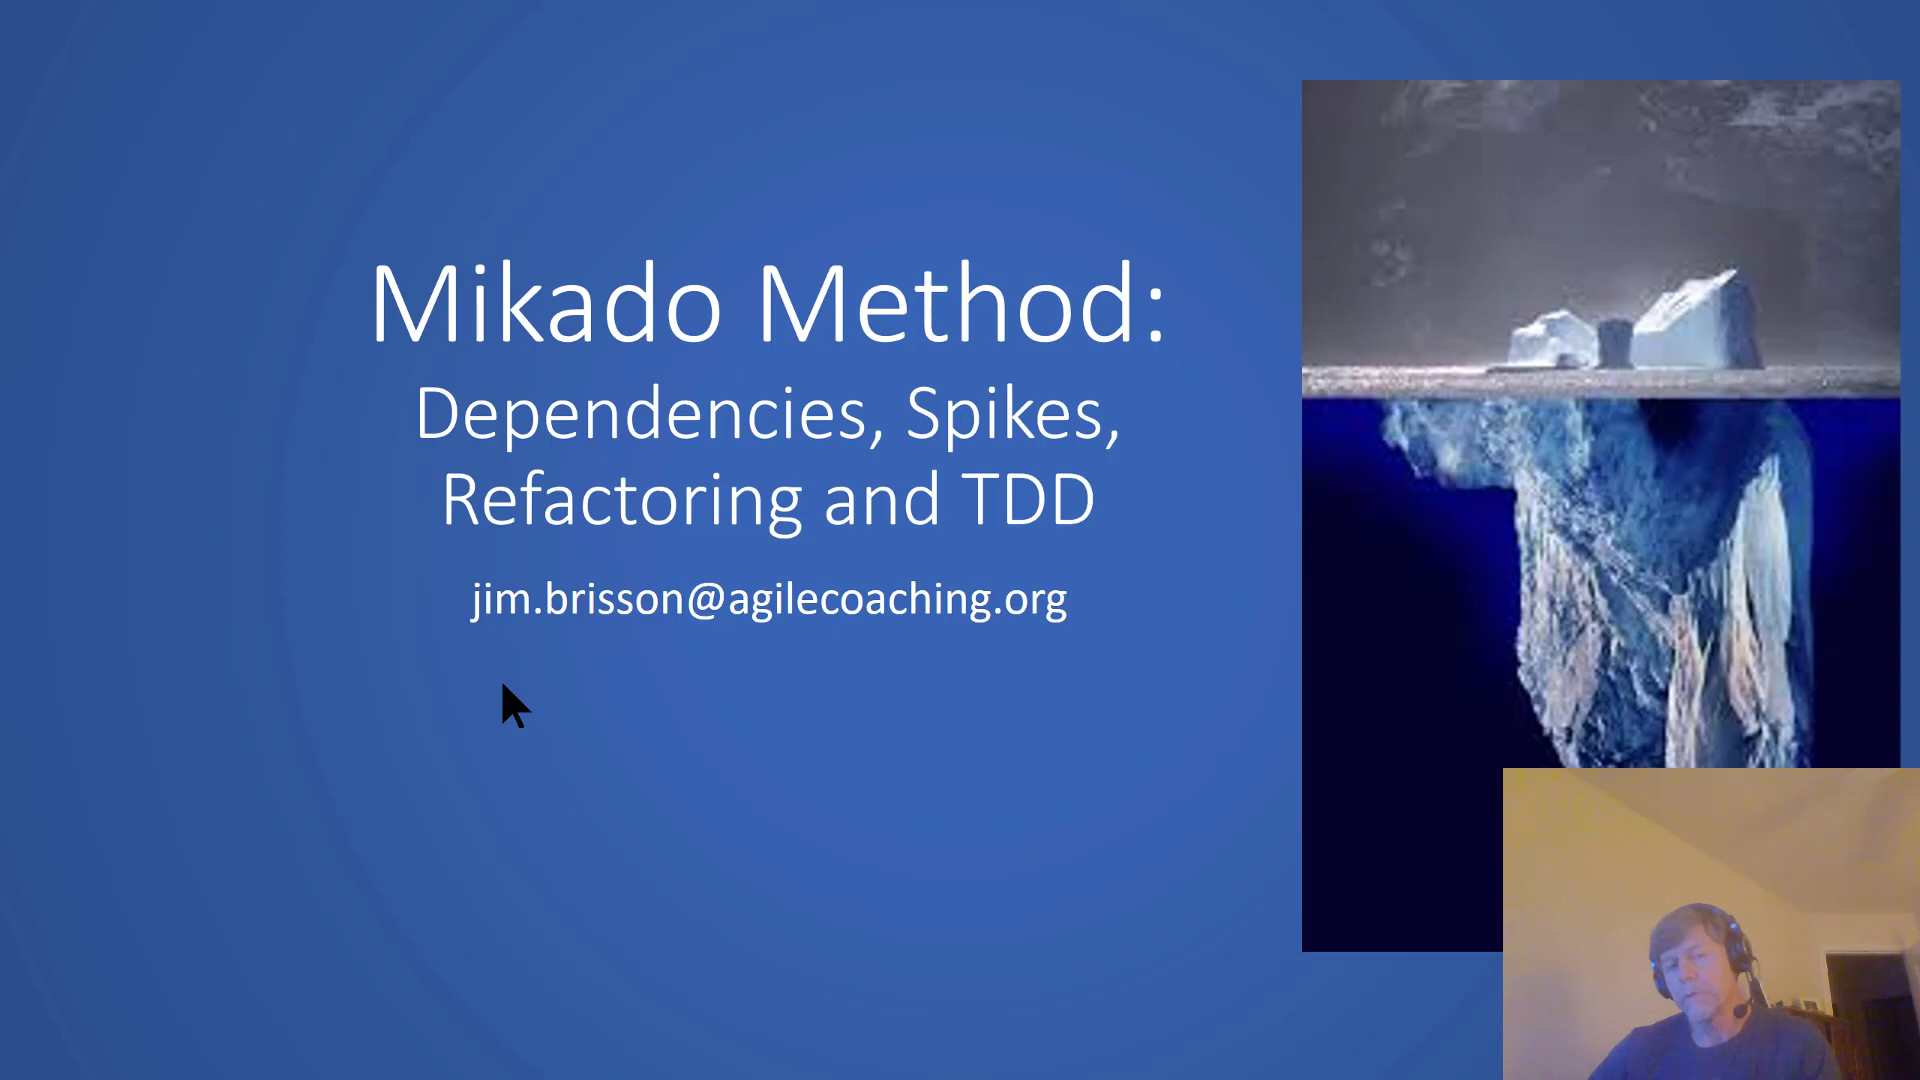 Mikado Method:
Dependencies, Spikes,
Refactoring and TDD
jim.brisson@agilecoaching.org